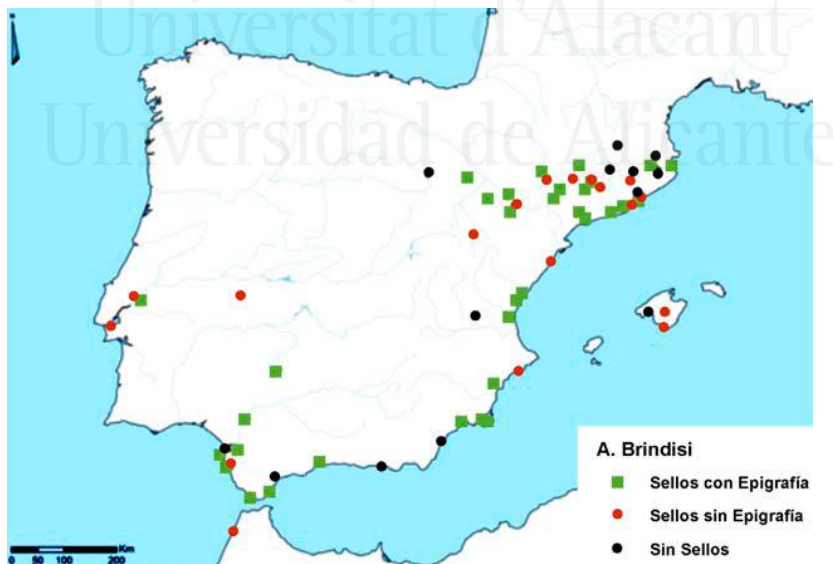 Universitat d'Alacant
Universidad de Alicante
A. Brindisi
Sellos con Epigrafía
Sellos sin Epigrafía
Sin Sellos
Km
0 50 100 200